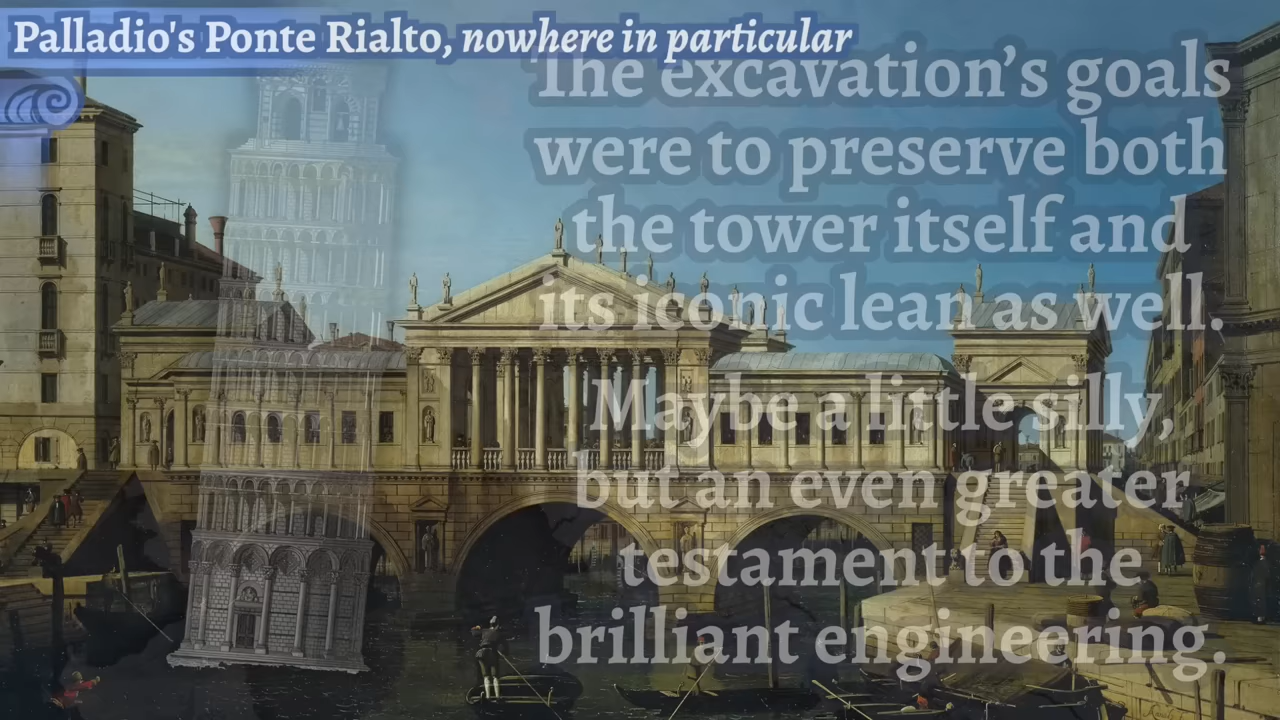 Palladio's Ponte Rialto, nowhere in particular
The excavation’s goals
were to preserve both
the tower itself and
its iconic lean as well.
Maybe a little silly,
but an even greater
testament to the
brilliant engineering.